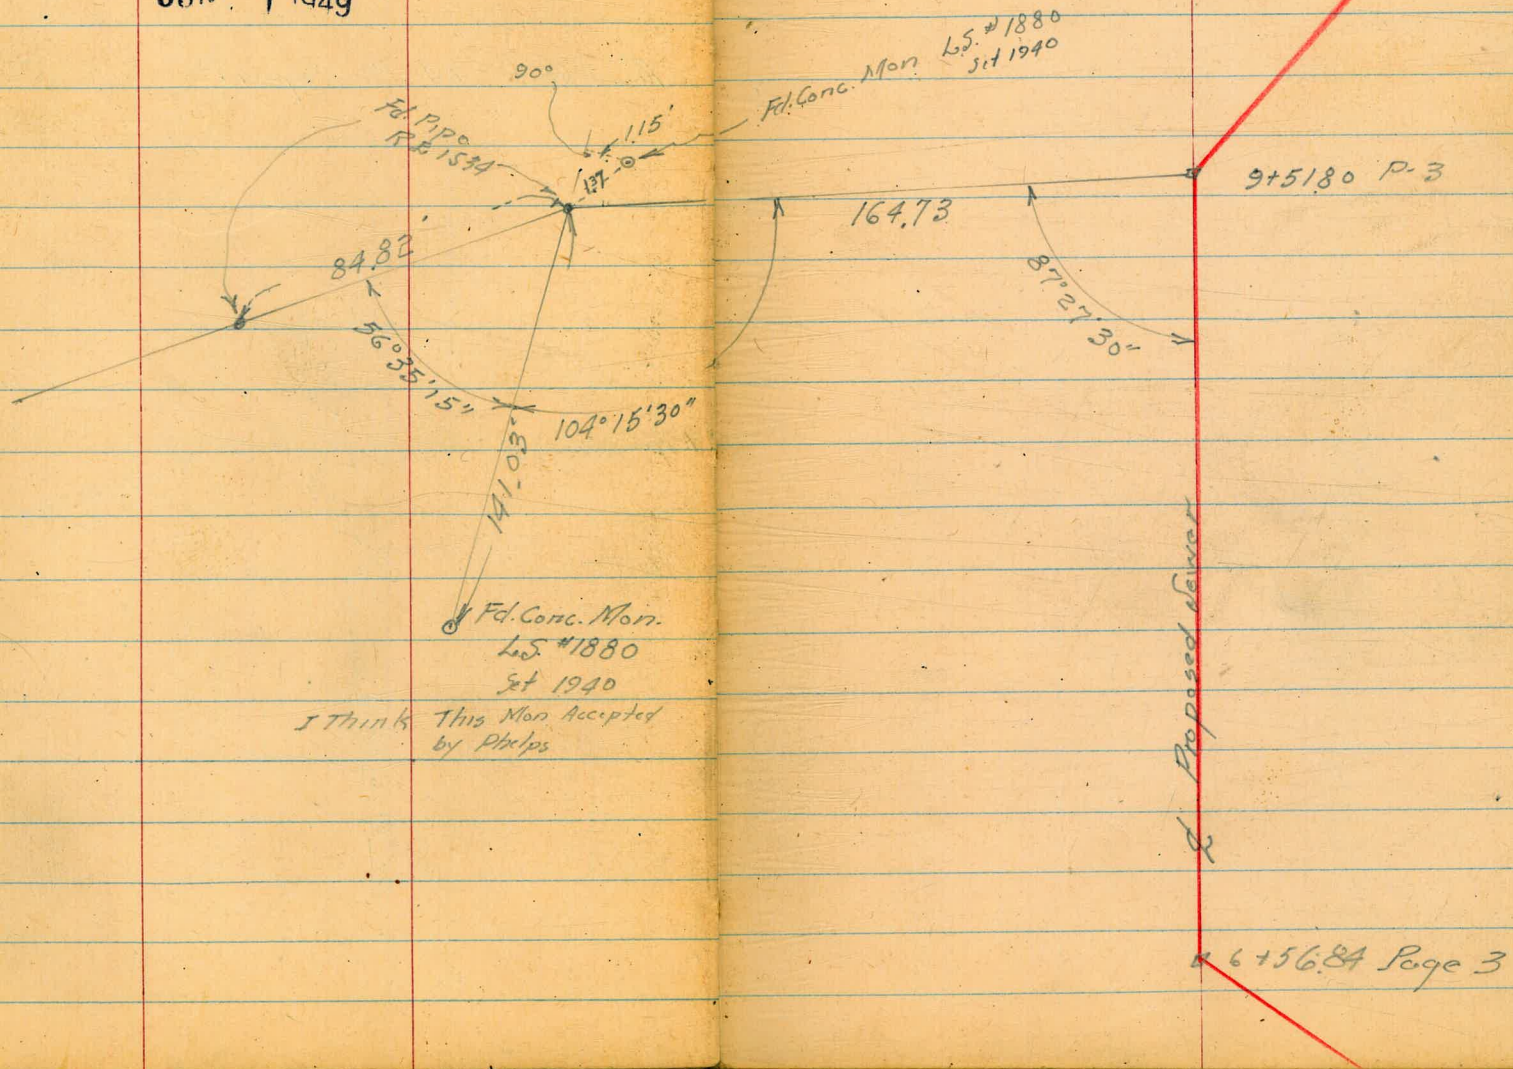 1949
Fd. Conc. Mon L.S. #1880
Set 1940
90°
Fd. Pipe
R.E. 1534
1.15'
1.37
9+51.80 P-3
164.73
84.82'
87°27'30"
56°35'15"
104°15'30"
141.03'
Fd. Conc. Mon.
L.S. #1880
Set 1940
I Think This Mon Accepted
by Phelps
℄ Proposed Sewer
6+56.84 Page 3